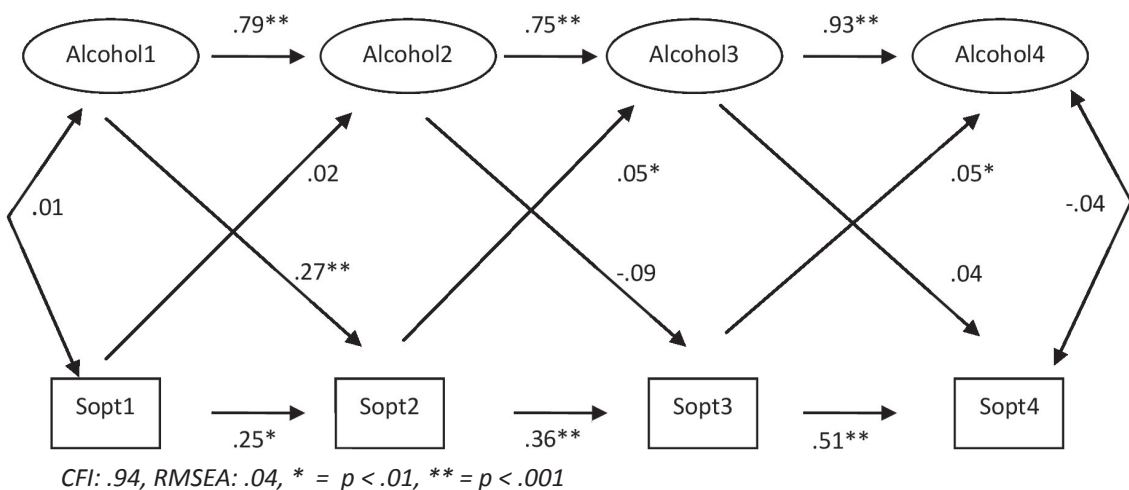 .79**
.75**
.93**
Alcohol1
Alcohol2
Alcohol3
Alcohol4
.01
.02
.05*
.05*
-.04
.27**
-.09
.04
Sopt1
Sopt2
Sopt3
Sopt4
.25*
.36**
.51**
CFI: .94, RMSEA: .04, * = p < .01, ** = p < .001